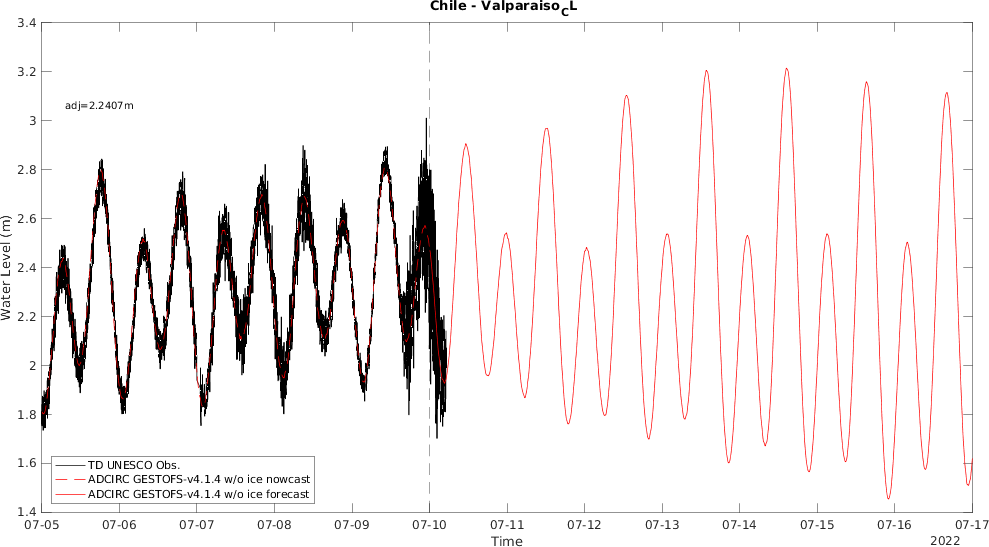 Chile - Valparaiso_CL
3.4
3.2
3
2.8
2.6
2.4
2.2
2
1.8
1.6
1.4
Water Level (m)
adj=2.2407m
TD UNESCO Obs.
ADCIRC GESTOFS-v4.1.4 w/o ice nowcast
ADCIRC GESTOFS-v4.1.4 w/o ice forecast
07-05 07-06 07-07 07-08 07-09 07-10 07-11 07-12 07-13 07-14 07-15 07-16 07-17
Time
2022